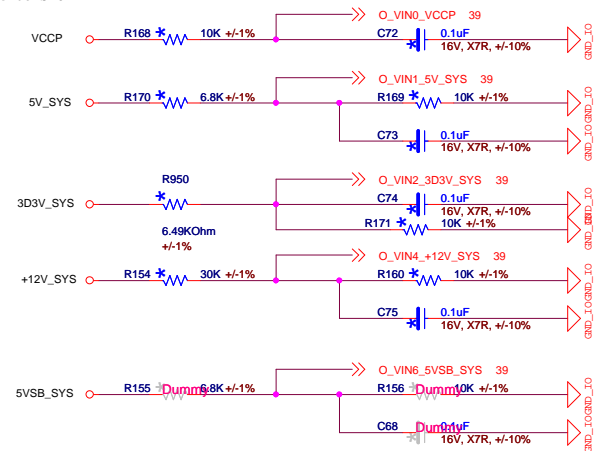 O_VIN0_VCCP 39
VCCP R168 10K +/-1% C72 0.1uF
16V, X7R, +/-10%
GND_IO
O_VIN1_5V_SYS 39
5V_SYS R170 6.8K +/-1% R169 10K +/-1%
GND_IO
C73 0.1uF
16V, X7R, +/-10%
GND_IO
R950 O_VIN2_3D3V_SYS 39
3D3V_SYS C74 0.1uF
16V, X7R, +/-10%
R171 10K +/-1%
6.49KOhm
+/-1%
GND_IO
O_VIN4_+12V_SYS 39
+12V_SYS R154 30K +/-1% R160 10K +/-1%
GND_IO
C75 0.1uF
16V, X7R, +/-10%
GND_IO
O_VIN6_5VSB_SYS 39
5VSB_SYS R155 Dummy 6.8K +/-1% R156 Dummy 10K +/-1%
GND_IO
C68 Dummy 0.1uF
16V, X7R, +/-10%
GND_IO